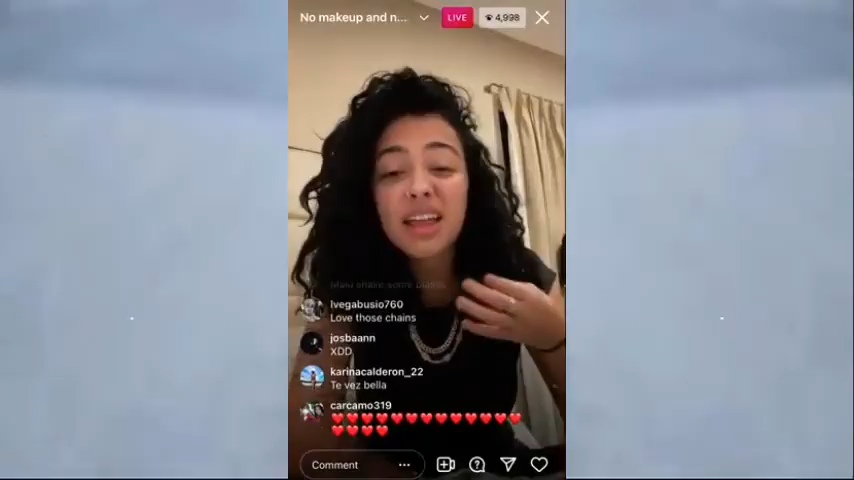 No makeup and n...
LIVE
4,998
lvegabusio760
Love those chains
josbaann
XDD
karinacalderon_22
Te vez bella
carcamo319
❤️❤️❤️❤️❤️❤️❤️❤️❤️❤️❤️❤️❤️
❤️❤️❤️❤️
Comment